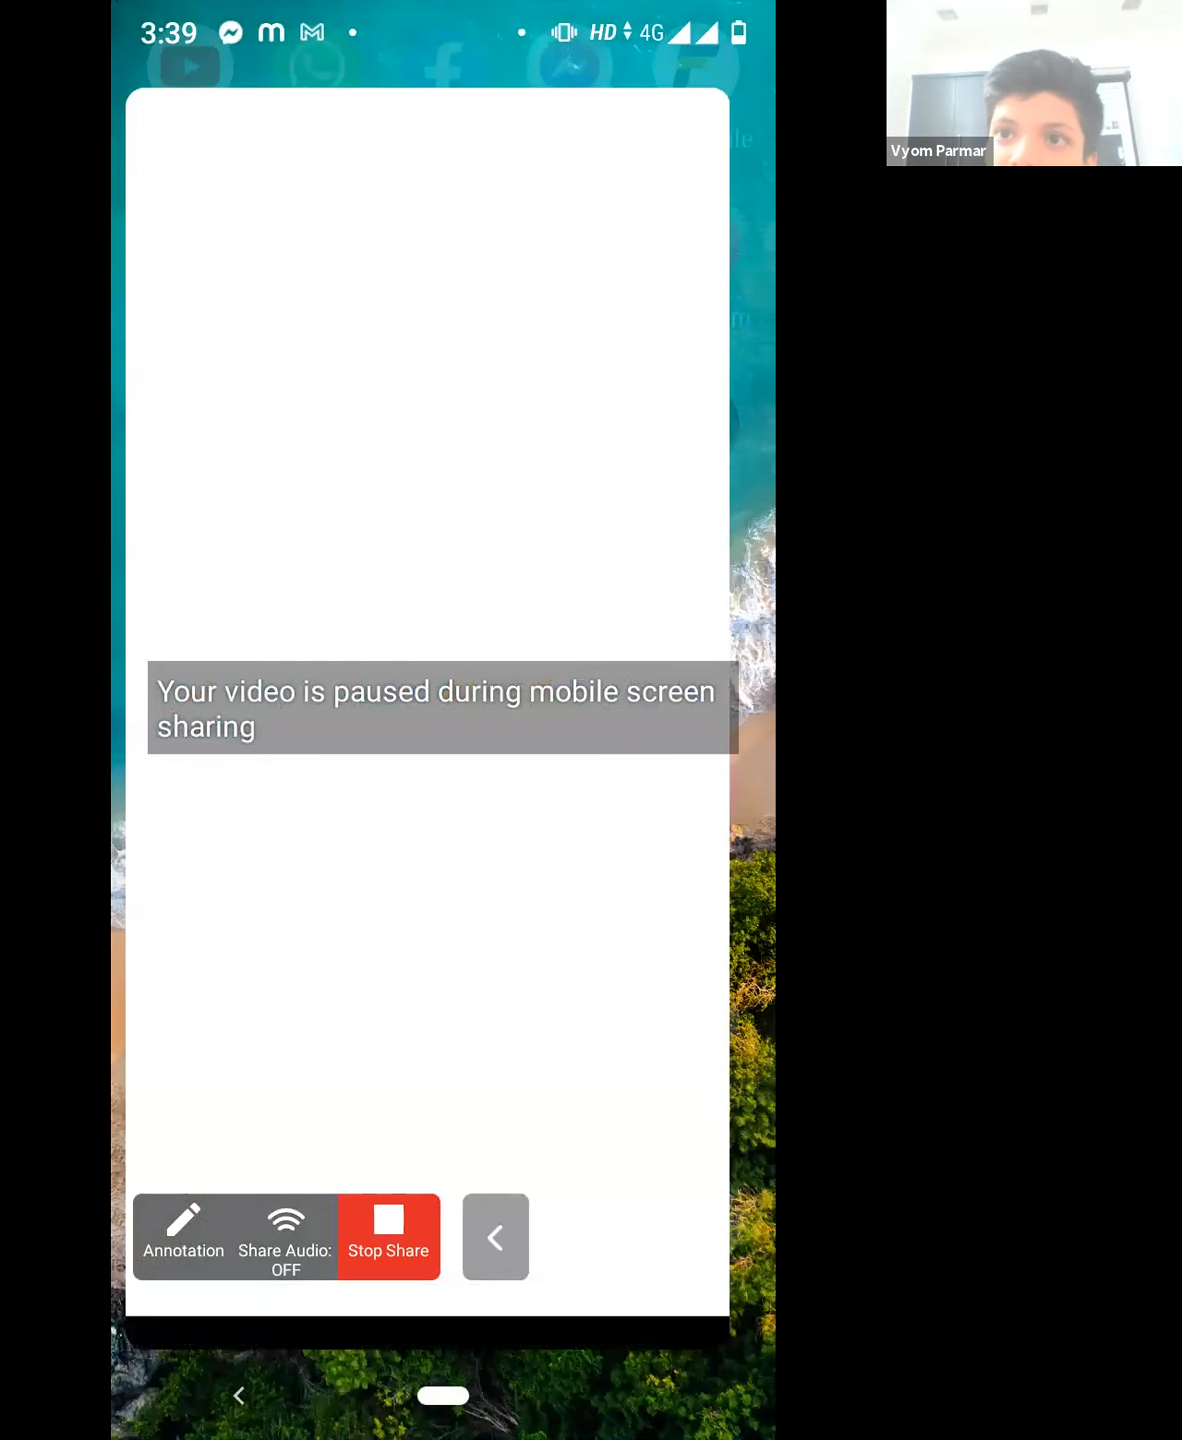 3:39 HD 4G
Vyom Parmar
Your video is paused during mobile screen
sharing
Annotation
Share Audio:
OFF
Stop Share